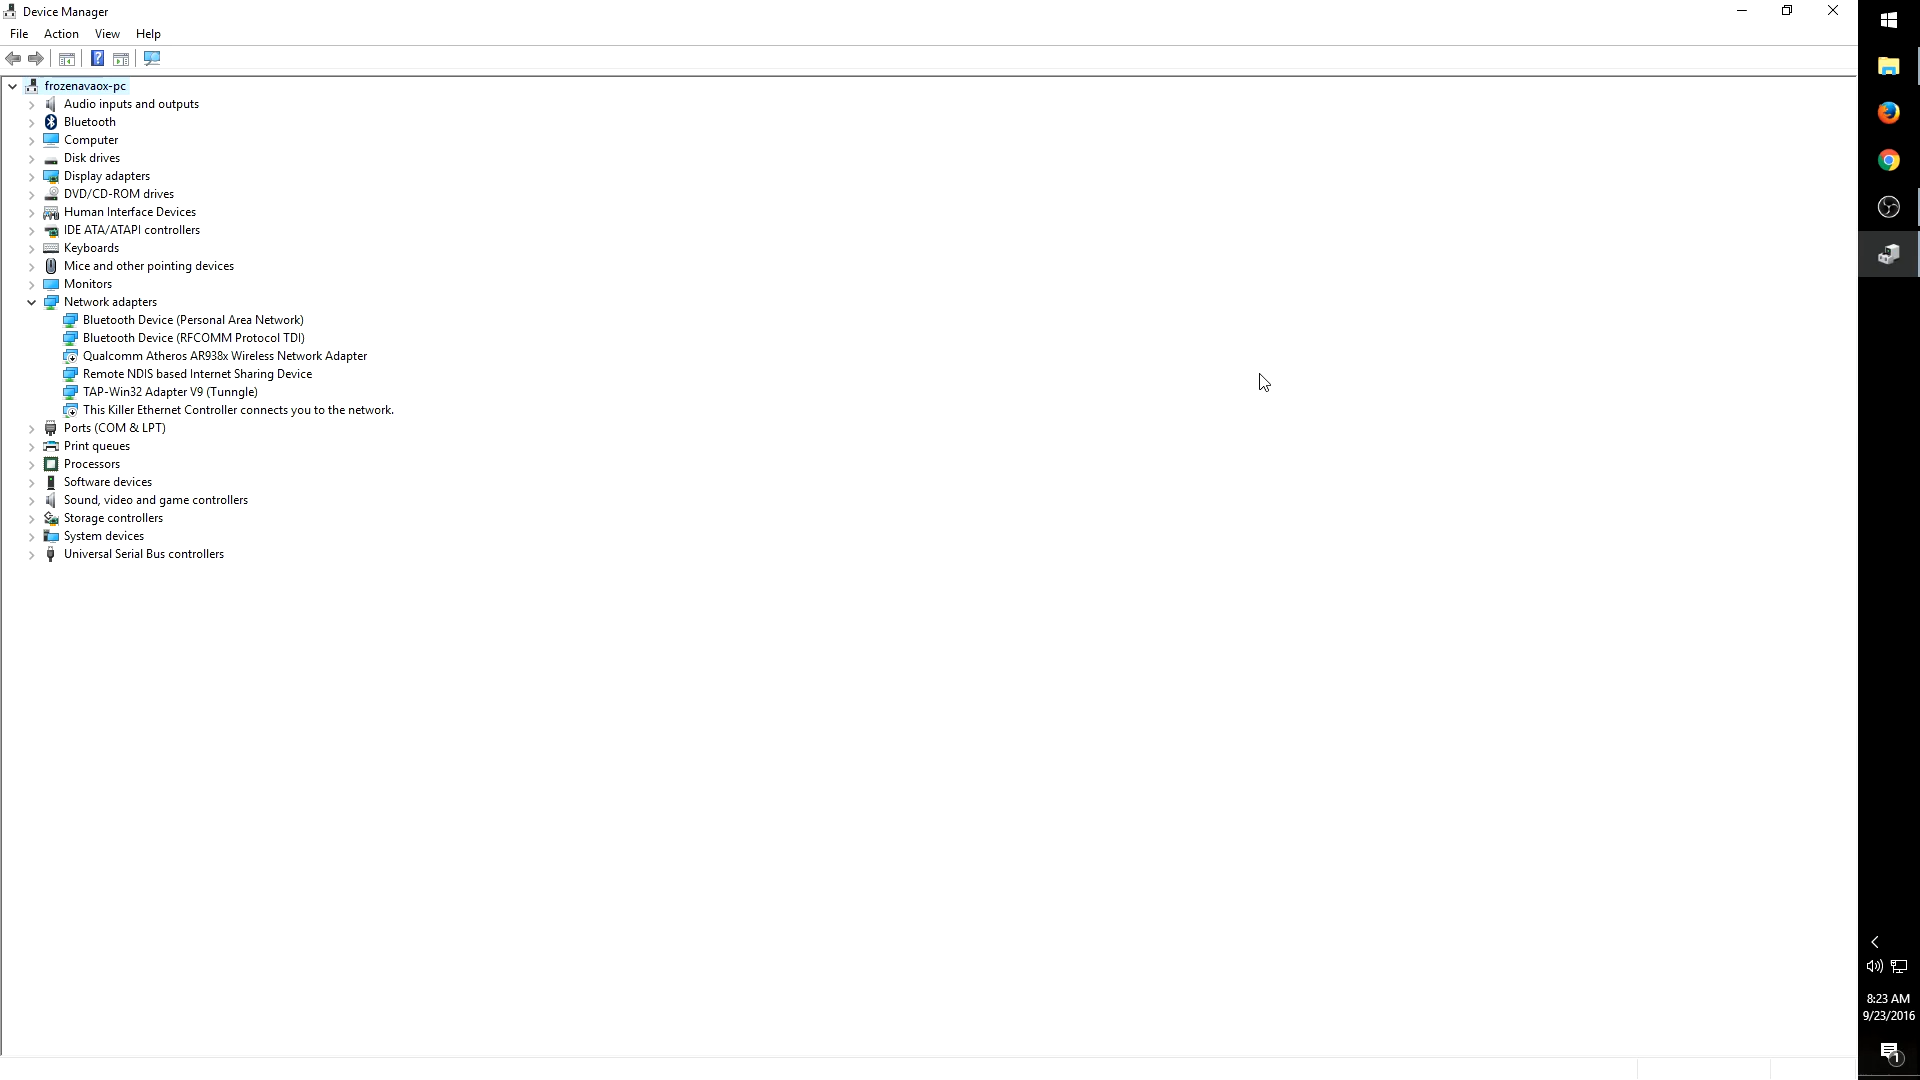 Device Manager
File Action View Help
frozenavaox-pc
Audio inputs and outputs
Bluetooth
Computer
Disk drives
Display adapters
DVD/CD-ROM drives
Human Interface Devices
IDE ATA/ATAPI controllers
Keyboards
Mice and other pointing devices
Monitors
Network adapters
Bluetooth Device (Personal Area Network)
Bluetooth Device (RFCOMM Protocol TDI)
Qualcomm Atheros AR938x Wireless Network Adapter
Remote NDIS based Internet Sharing Device
TAP-Win32 Adapter V9 (Tunngle)
This Killer Ethernet Controller connects you to the network.
Ports (COM & LPT)
Print queues
Processors
Software devices
Sound, video and game controllers
Storage controllers
System devices
Universal Serial Bus controllers
8:23 AM
9/23/2016
1